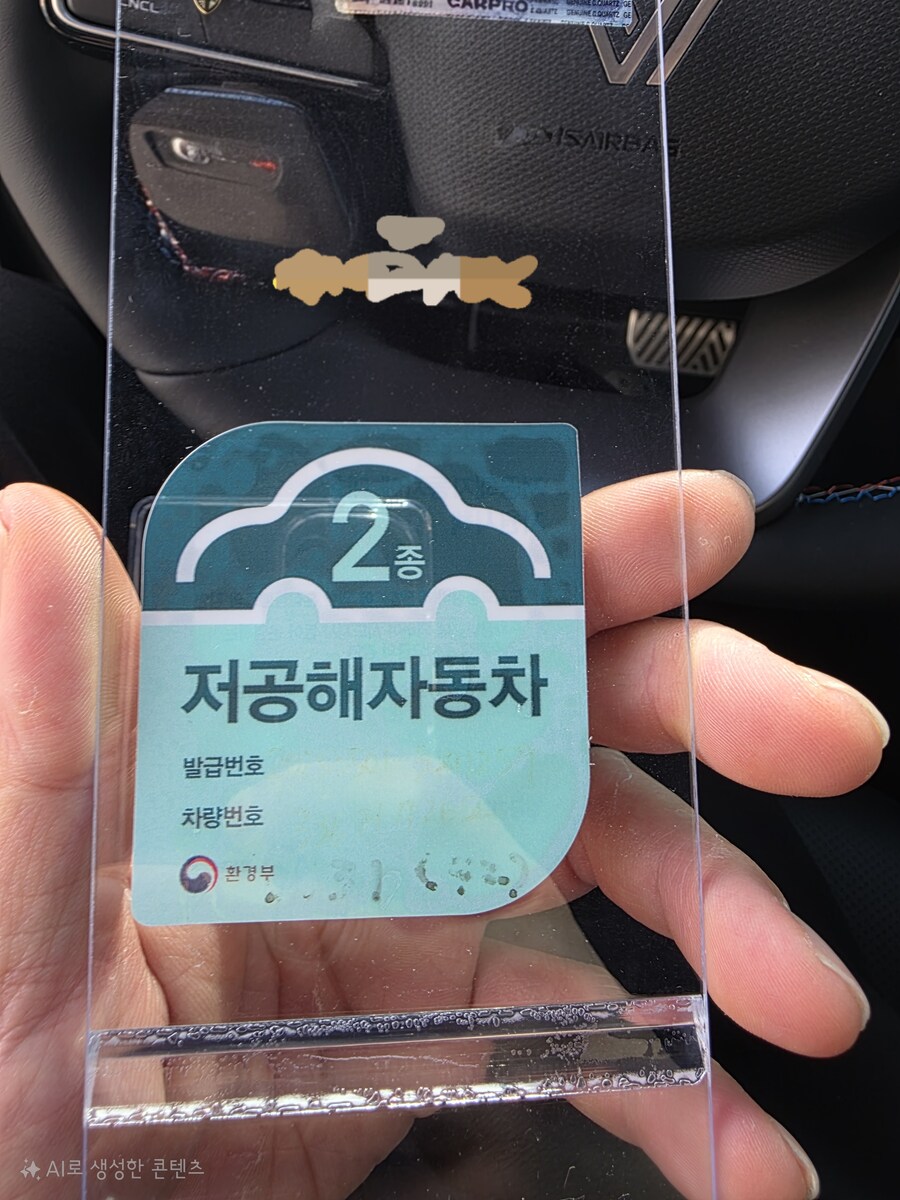 CNCL
CARPRO
AIRBAG
2종
저공해자동차
발급번호
차량번호
환경부
AI로 생성한 콘텐츠